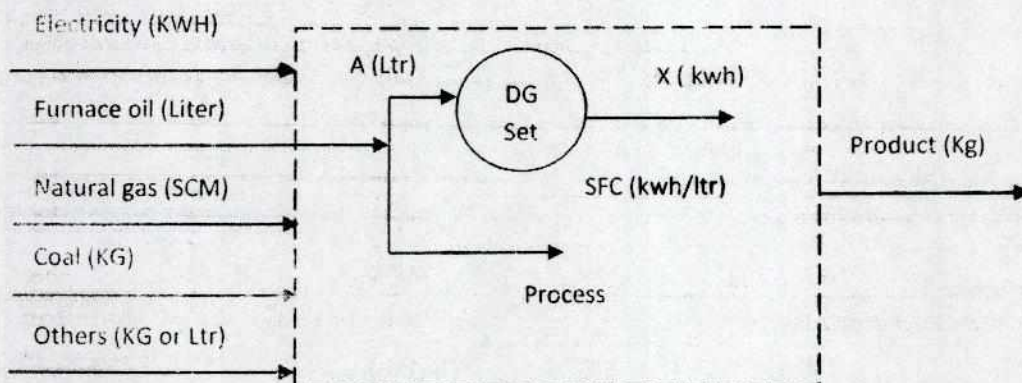 Electricity (KWH)
A (Ltr)
X ( kwh)
DG
Set
Furnace oil (Liter)
Product (Kg)
Natural gas (SCM)
SFC (kwh/ltr)
Coal (KG)
Process
Others (KG or Ltr)